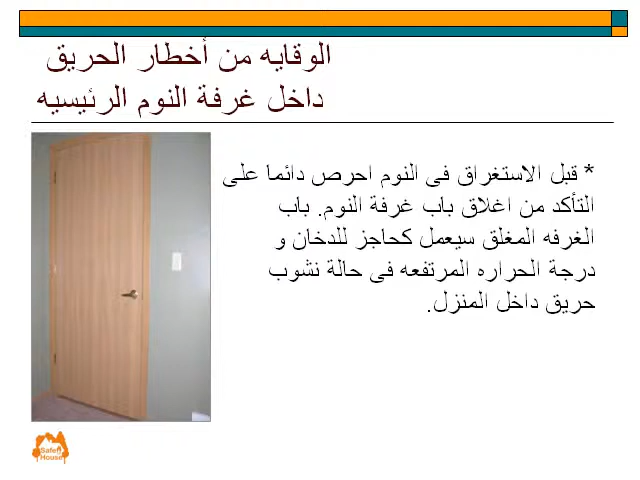 الوقايه من أخطار الحريق
داخل غرفة النوم الرئيسيه
* قبل الاستغراق فى النوم احرص دائما على
التأكد من اغلاق باب غرفة النوم. باب
الغرفه المغلق سيعمل كحاجز للدخان و
درجة الحراره المرتفعه فى حالة نشوب
حريق داخل المنزل.
Safe
House